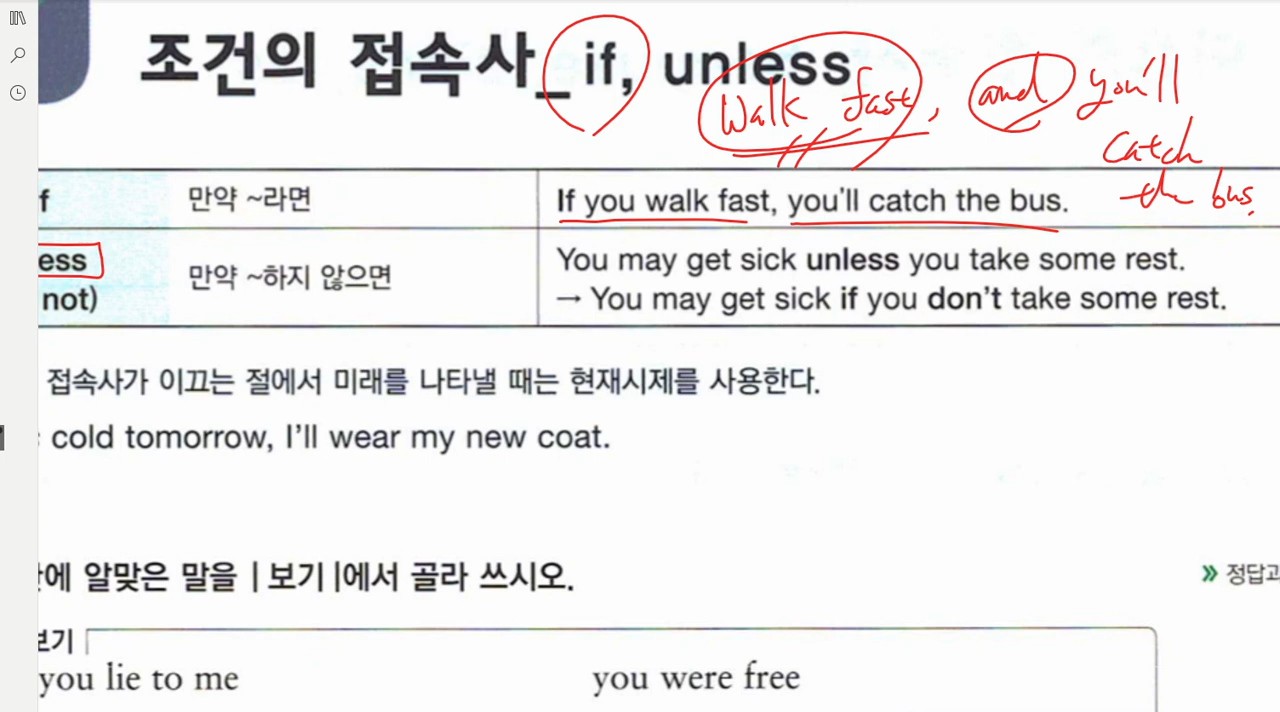 조건의 접속사_ if, unless
Walk fast, and you'll
catch
the bus.
f 만약 ~라면 If you walk fast, you'll catch the bus.
ess
not) 만약 ~하지 않으면 You may get sick unless you take some rest.
→ You may get sick if you don't take some rest.
접속사가 이끄는 절에서 미래를 나타낼 때는 현재시제를 사용한다.
cold tomorrow, I'll wear my new coat.
에 알맞은 말을 | 보기 |에서 골라 쓰시오.
» 정답과
보기
you lie to me you were free